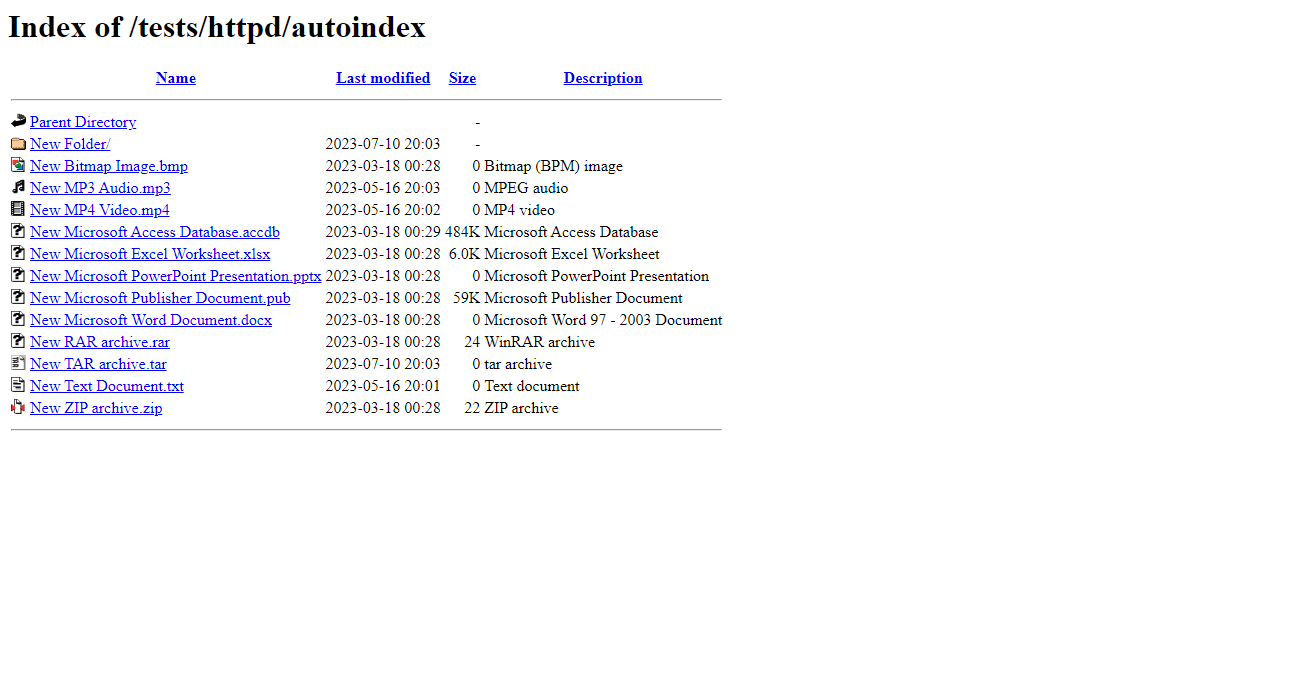 Index of /tests/httpd/autoindex
Name Last modified Size Description
Parent Directory -
New Folder/ 2023-07-10 20:03 -
New Bitmap Image.bmp 2023-03-18 00:28 0 Bitmap (BPM) image
New MP3 Audio.mp3 2023-05-16 20:03 0 MPEG audio
New MP4 Video.mp4 2023-05-16 20:02 0 MP4 video
New Microsoft Access Database.accdb 2023-03-18 00:29 484K Microsoft Access Database
New Microsoft Excel Worksheet.xlsx 2023-03-18 00:28 6.0K Microsoft Excel Worksheet
New Microsoft PowerPoint Presentation.pptx 2023-03-18 00:28 0 Microsoft PowerPoint Presentation
New Microsoft Publisher Document.pub 2023-03-18 00:28 59K Microsoft Publisher Document
New Microsoft Word Document.docx 2023-03-18 00:28 0 Microsoft Word 97 - 2003 Document
New RAR archive.rar 2023-03-18 00:28 24 WinRAR archive
New TAR archive.tar 2023-07-10 20:03 0 tar archive
New Text Document.txt 2023-05-16 20:01 0 Text document
New ZIP archive.zip 2023-03-18 00:28 22 ZIP archive